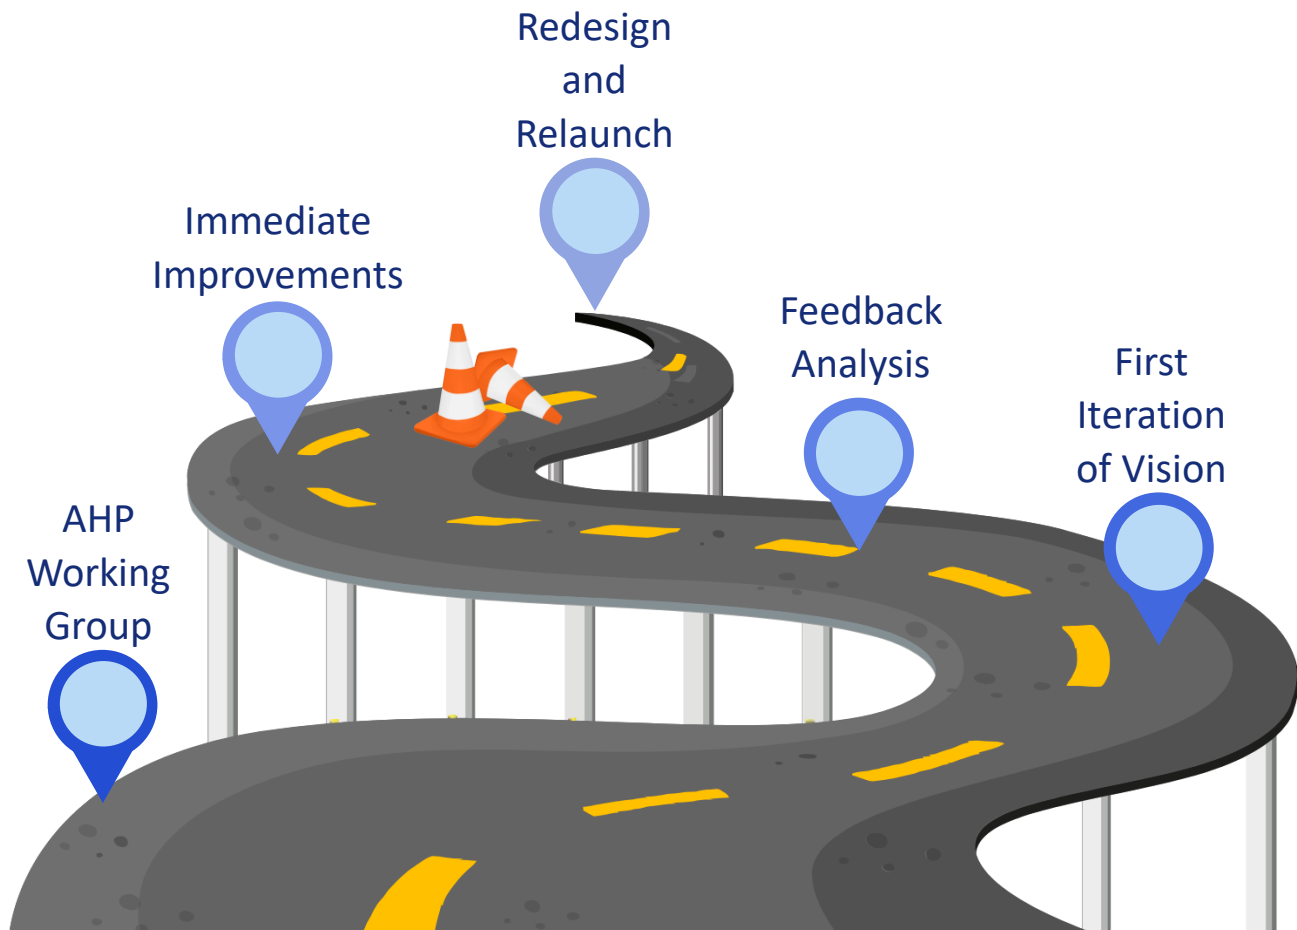 Redesign
and
Relaunch
Immediate
Improvements
Feedback
Analysis
First
Iteration
of Vision
AHP
Working
Group